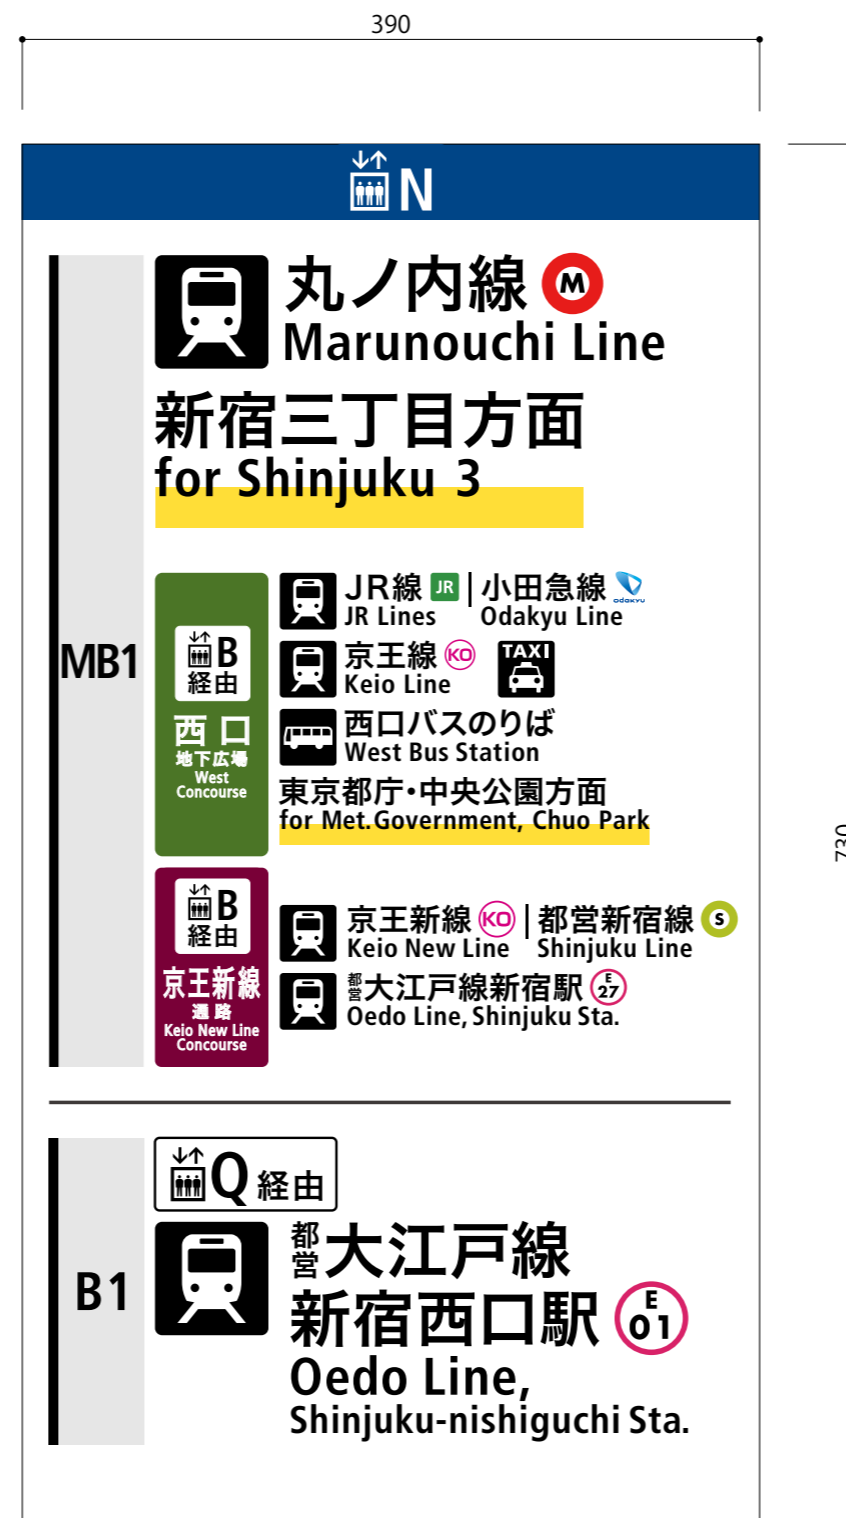 390
N
丸ノ内線 M
Marunouchi Line
新宿三丁目方面
for Shinjuku 3
MB1
B
経由
西口
地下広場
West
Concourse
JR線 JR | 小田急線 odakyu
JR Lines Odakyu Line
京王線 KO TAXI
Keio Line
西口バスのりば
West Bus Station
東京都庁・中央公園方面
for Met.Government, Chuo Park
730
B
経由
京王新線
通路
Keio New Line
Concourse
京王新線 KO | 都営新宿線 S
Keio New Line Shinjuku Line
都営大江戸線新宿駅 E 27
Oedo Line, Shinjuku Sta.
B1
Q 経由
都営大江戸線
新宿西口駅 E 01
Oedo Line,
Shinjuku-nishiguchi Sta.